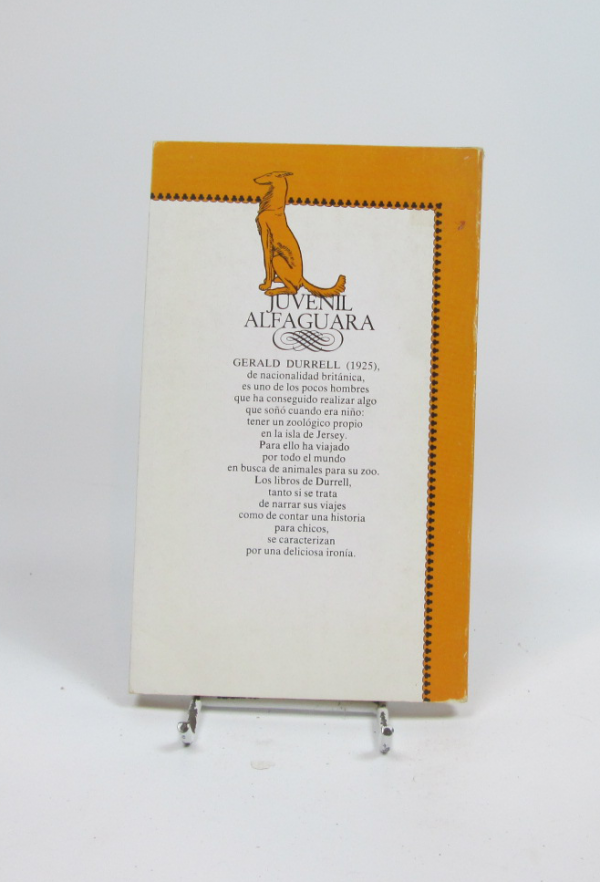 JUVENIL
ALFAGUARA
GERALD DURRELL (1925),
de nacionalidad británica,
es uno de los pocos hombres
que ha conseguido realizar algo
que soñó cuando era niño:
tener un zoológico propio
en la isla de Jersey.
Para ello ha viajado
por todo el mundo
en busca de animales para su zoo.
Los libros de Durrell,
tanto si se trata
de narrar sus viajes
como de contar una historia
para chicos,
se caracterizan
por una deliciosa ironía.